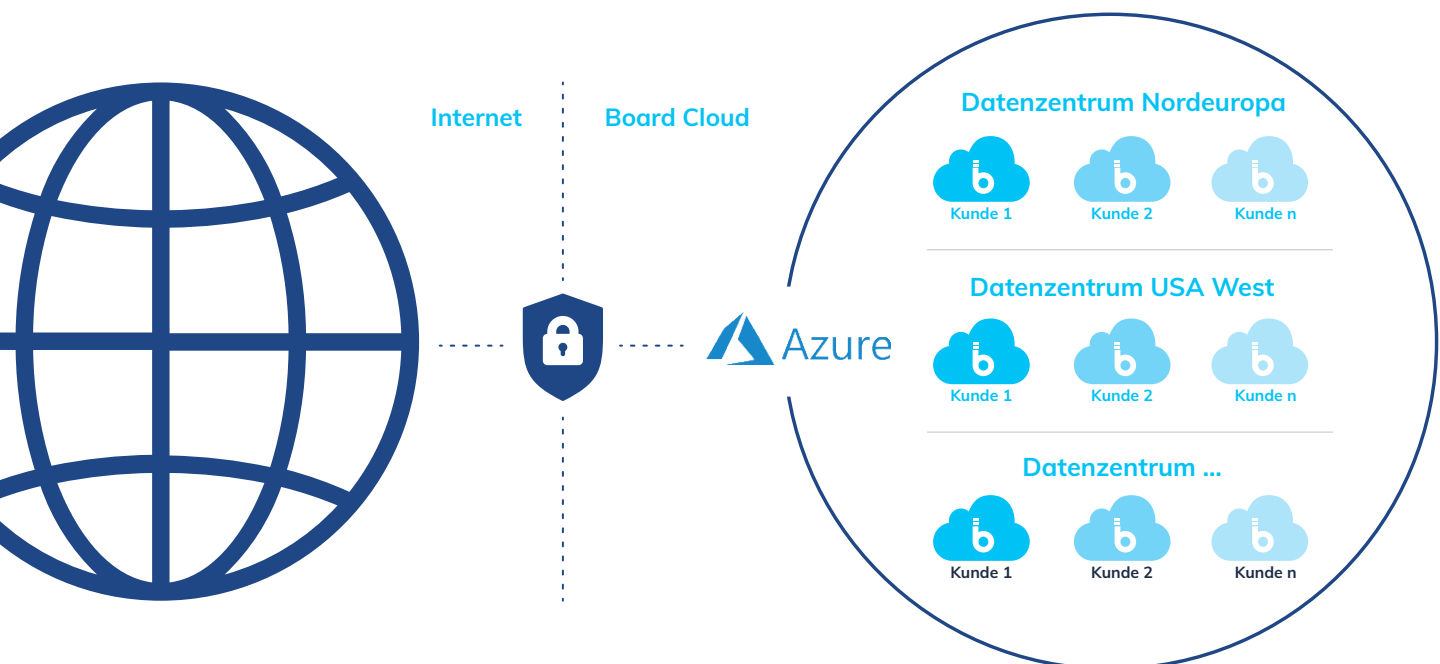 Internet
Board Cloud
Azure
Datenzentrum Nordeuropa
Kunde 1
Kunde 2
Kunde n
Datenzentrum USA West
Kunde 1
Kunde 2
Kunde n
Datenzentrum ...
Kunde 1
Kunde 2
Kunde n